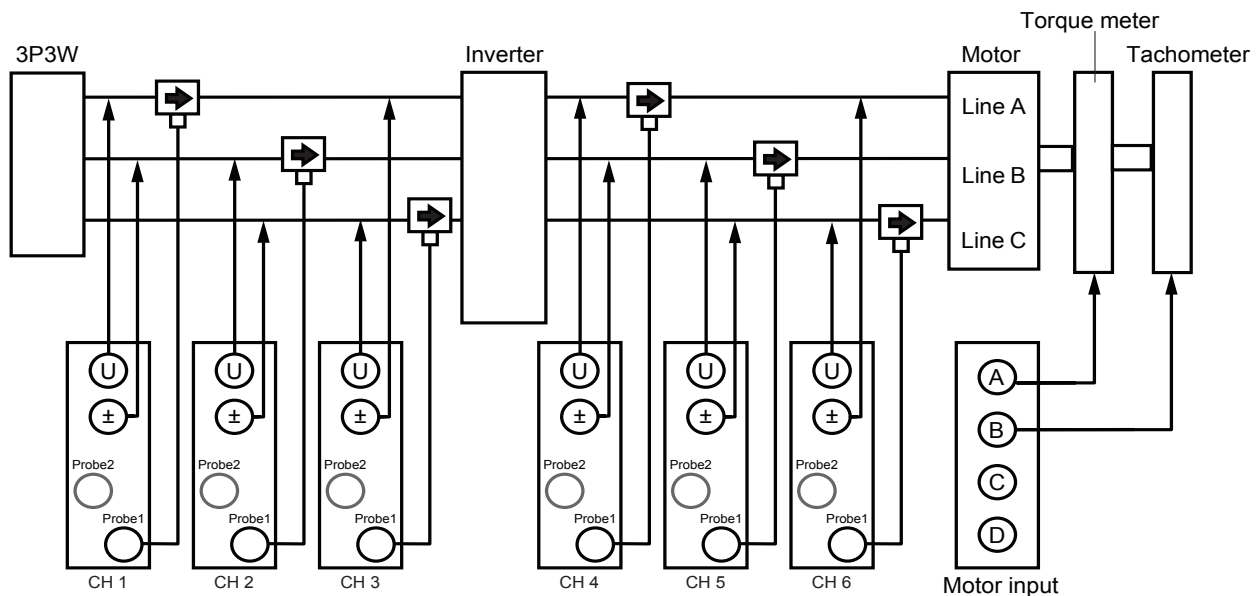 Torque meter
3P3W
Inverter
Motor
Tachometer
Line A
Line B
Line C
U
±
Probe2
Probe1
CH 1
U
±
Probe2
Probe1
CH 2
U
±
Probe2
Probe1
CH 3
U
±
Probe2
Probe1
CH 4
U
±
Probe2
Probe1
CH 5
U
±
Probe2
Probe1
CH 6
A
B
C
D
Motor input